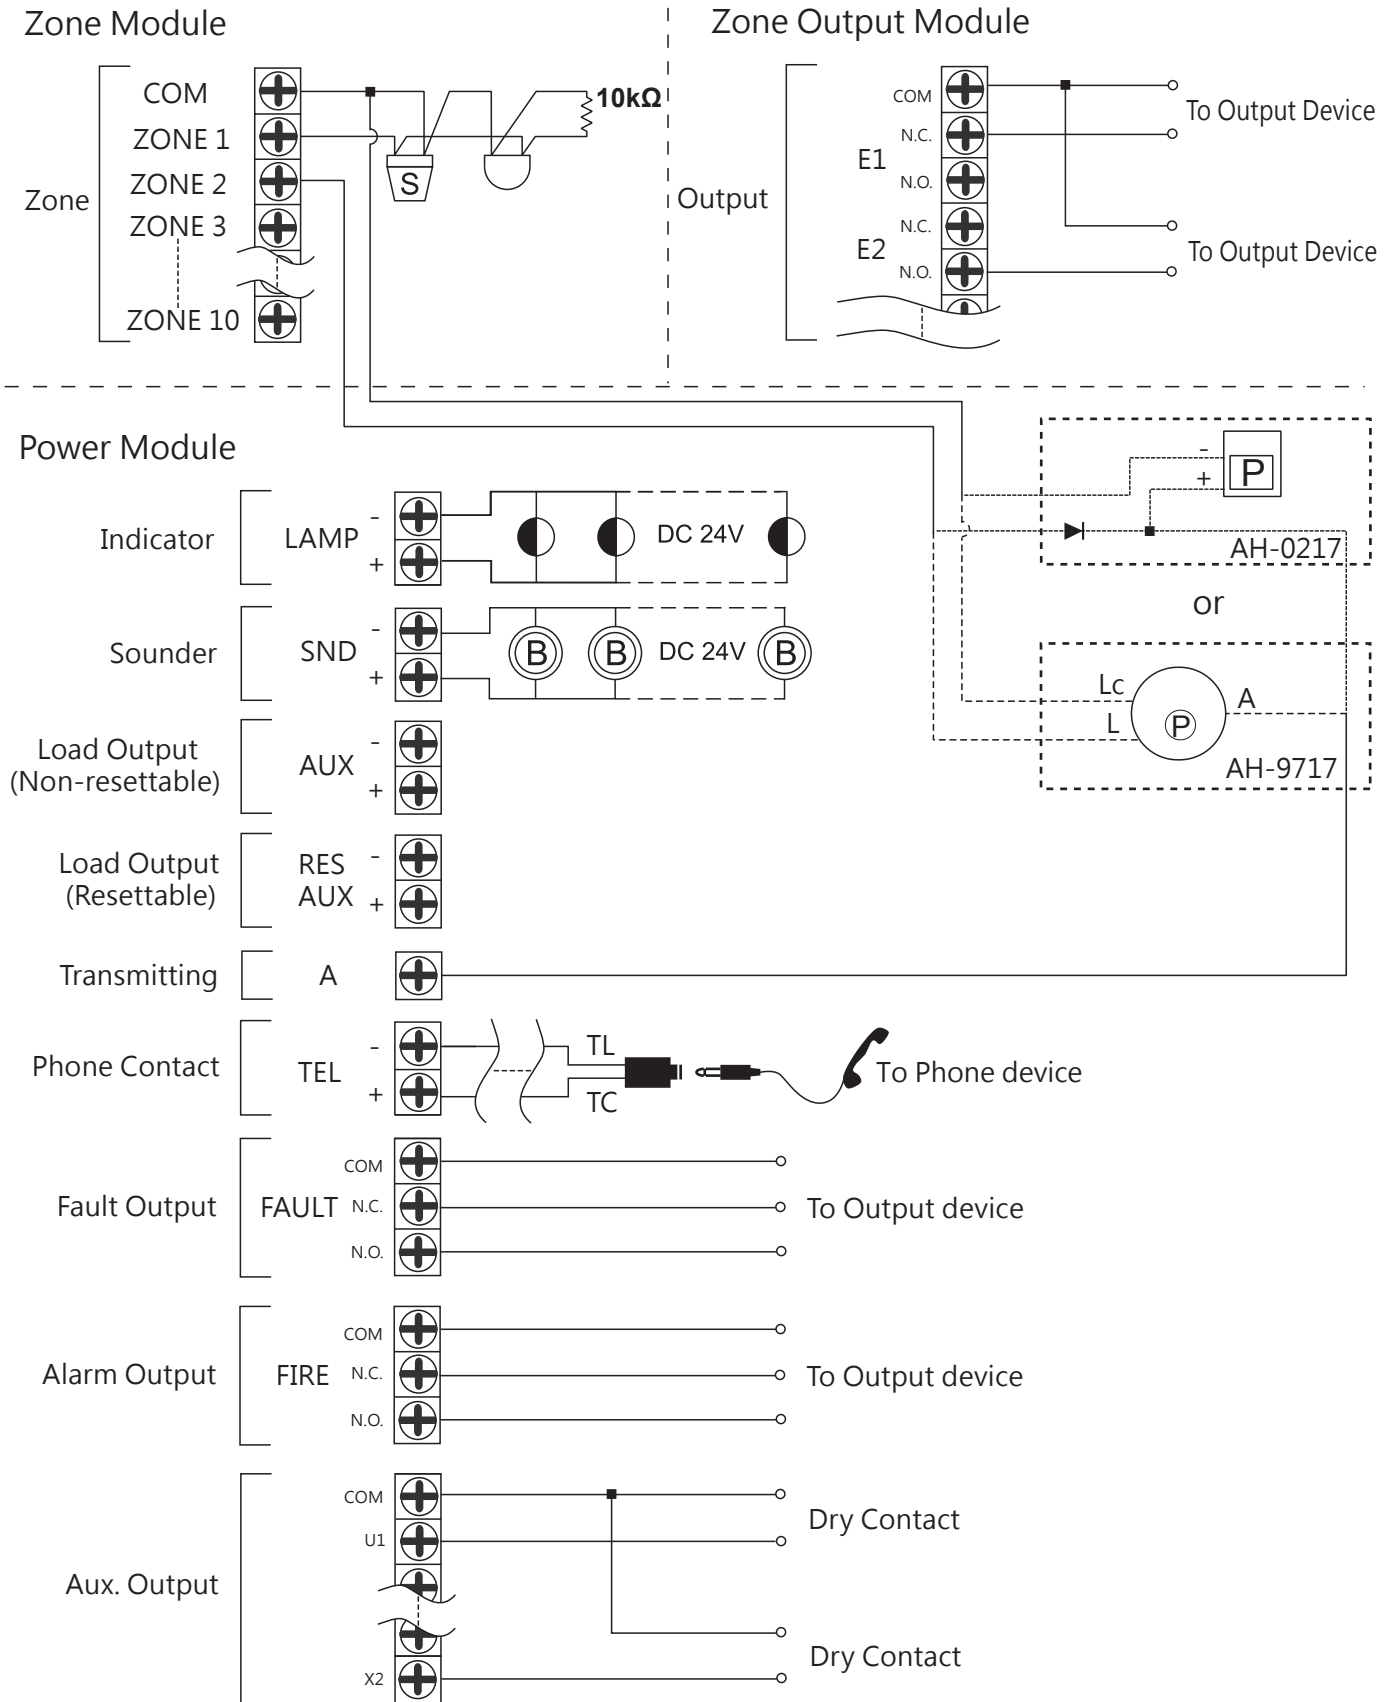 Zone Module
Zone Output Module
Zone
COM
ZONE 1
ZONE 2
ZONE 3
ZONE 10
10kΩ
S
Output
COM
N.C.
E1
N.O.
N.C.
E2
N.O.
To Output Device
To Output Device
Power Module
Indicator
LAMP
-
+
DC 24V
-
+
P
AH-0217
or
Sounder
SND
-
+
B
B
DC 24V
B
Lc
L
P
A
AH-9717
Load Output
(Non-resettable)
AUX
-
+
Load Output
(Resettable)
RES
AUX
-
+
Transmitting
A
Phone Contact
TEL
-
+
TL
TC
To Phone device
Fault Output
FAULT
COM
N.C.
N.O.
To Output device
Alarm Output
FIRE
COM
N.C.
N.O.
To Output device
Aux. Output
COM
U1
X2
Dry Contact
Dry Contact